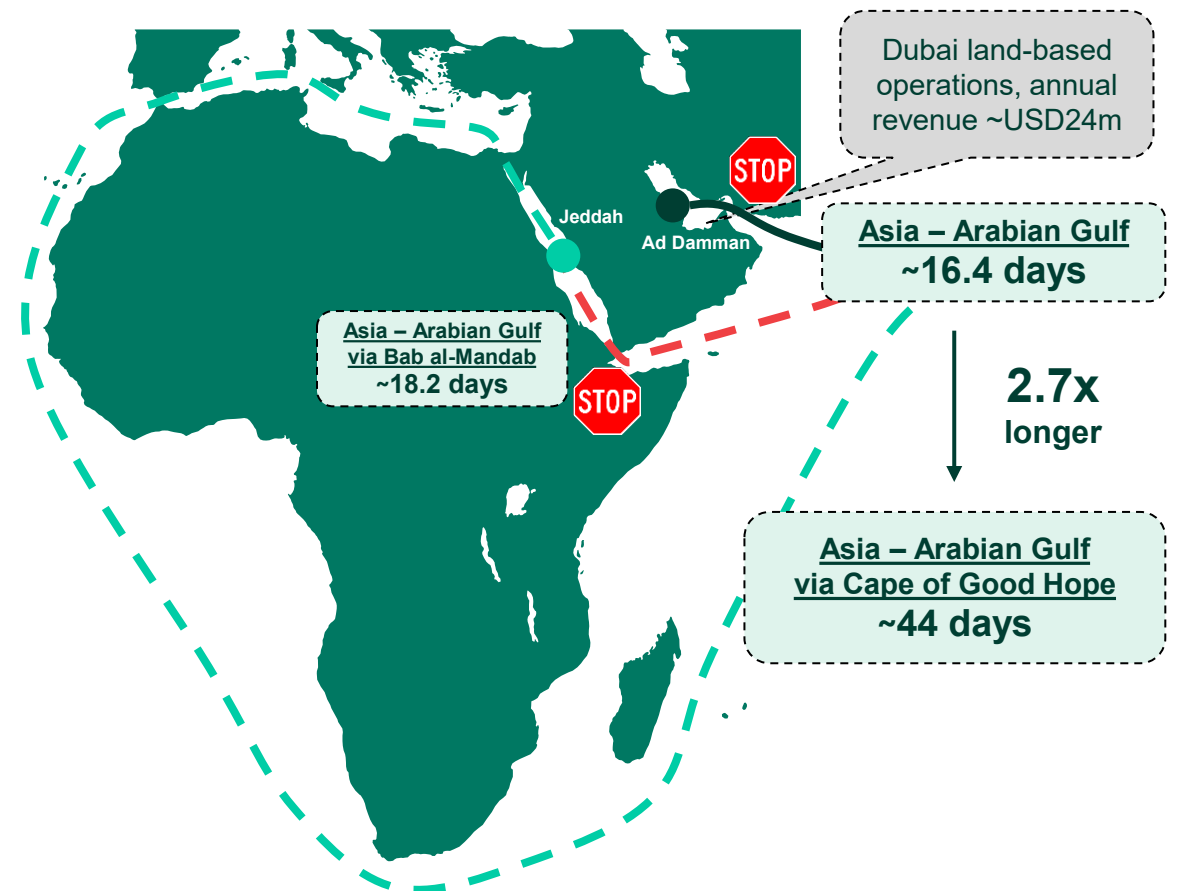 Dubai land-based
operations, annual
revenue ~USD24m
STOP
Jeddah
Ad Damman
Asia – Arabian Gulf
~16.4 days
Asia – Arabian Gulf
via Bab al-Mandab
~18.2 days
STOP
2.7x
longer
Asia – Arabian Gulf
via Cape of Good Hope
~44 days